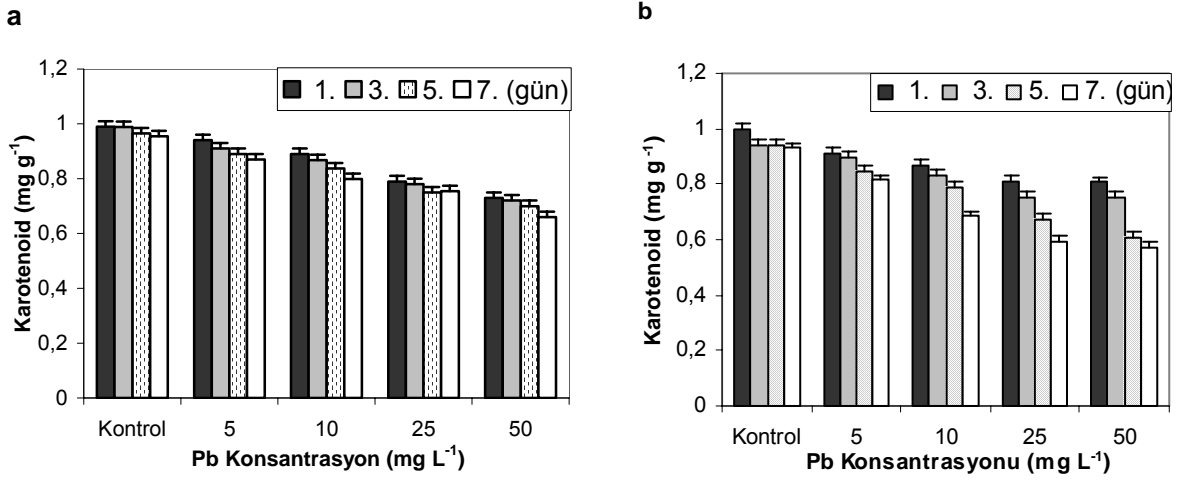 a
1. 3. 5. 7. (gün)
Karotenoid (mg g-1)
1,2
1
0,8
0,6
0,4
0,2
0
Kontrol 5 10 25 50
Pb Konsantrasyon (mg L-1)
b
1. 3. 5. 7. (gün)
Karotenoid (mg g-1)
1,2
1
0,8
0,6
0,4
0,2
0
Kontrol 5 10 25 50
Pb Konsantrasyonu (mg L-1)